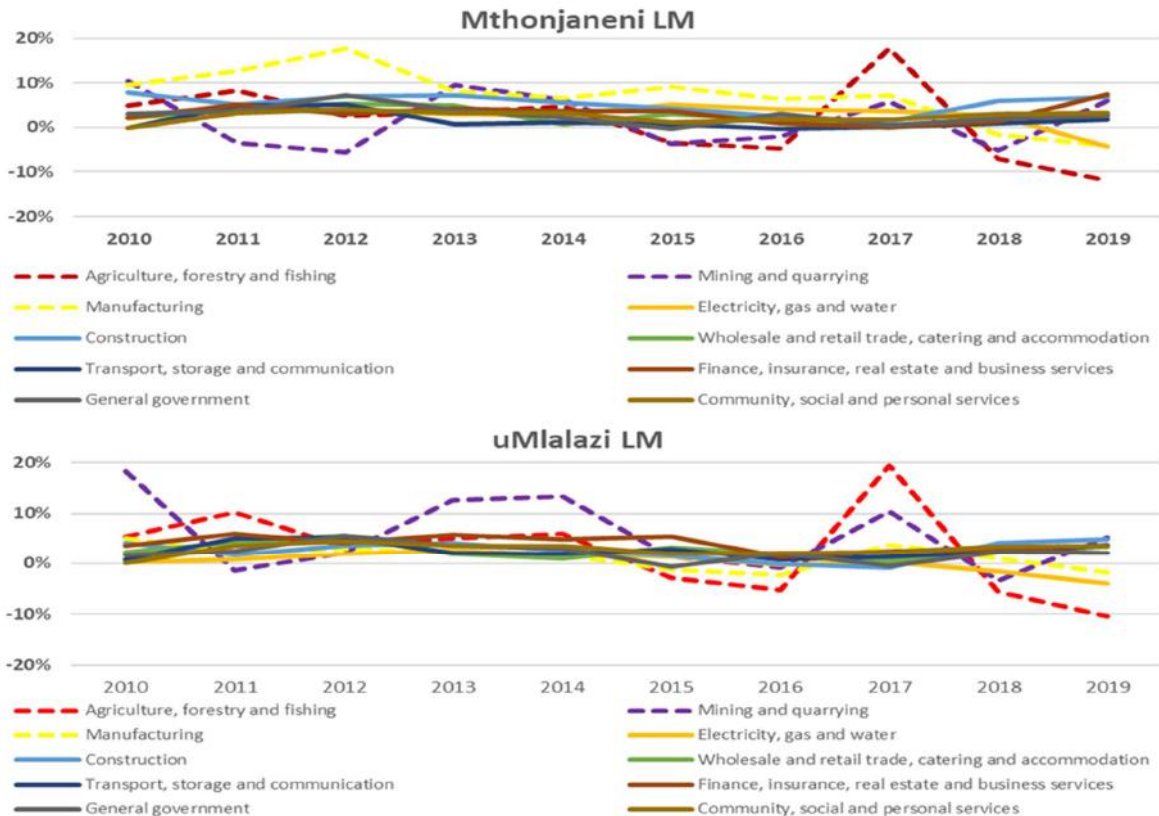 Mthonjaneni LM
20%
10%
0%
-10%
-20%
2010 2011 2012 2013 2014 2015 2016 2017 2018 2019
Agriculture, forestry and fishing Mining and quarrying
Manufacturing Electricity, gas and water
Construction Wholesale and retail trade, catering and accommodation
Transport, storage and communication Finance, insurance, real estate and business services
General government Community, social and personal services
uMlalazi LM
20%
10%
0%
-10%
-20%
2010 2011 2012 2013 2014 2015 2016 2017 2018 2019
Agriculture, forestry and fishing Mining and quarrying
Manufacturing Electricity, gas and water
Construction Wholesale and retail trade, catering and accommodation
Transport, storage and communication Finance, insurance, real estate and business services
General government Community, social and personal services